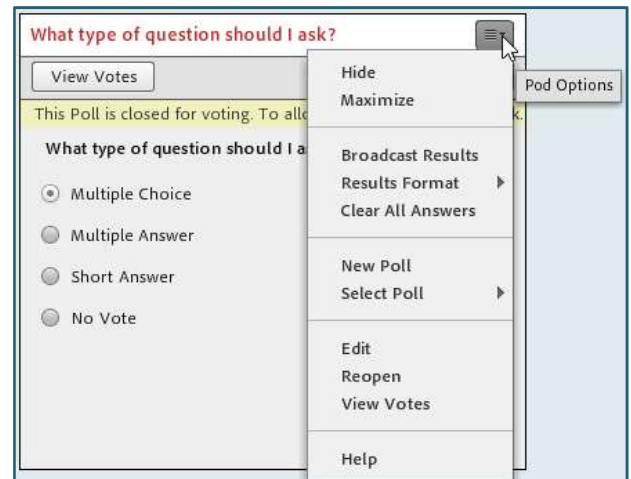 What type of question should I ask?
View Votes
Pod Options
This Poll is closed for voting. To allo
k.
What type of question should I a
Multiple Choice
Multiple Answer
Short Answer
No Vote
Hide
Maximize
Broadcast Results
Results Format
Clear All Answers
New Poll
Select Poll
Edit
Reopen
View Votes
Help